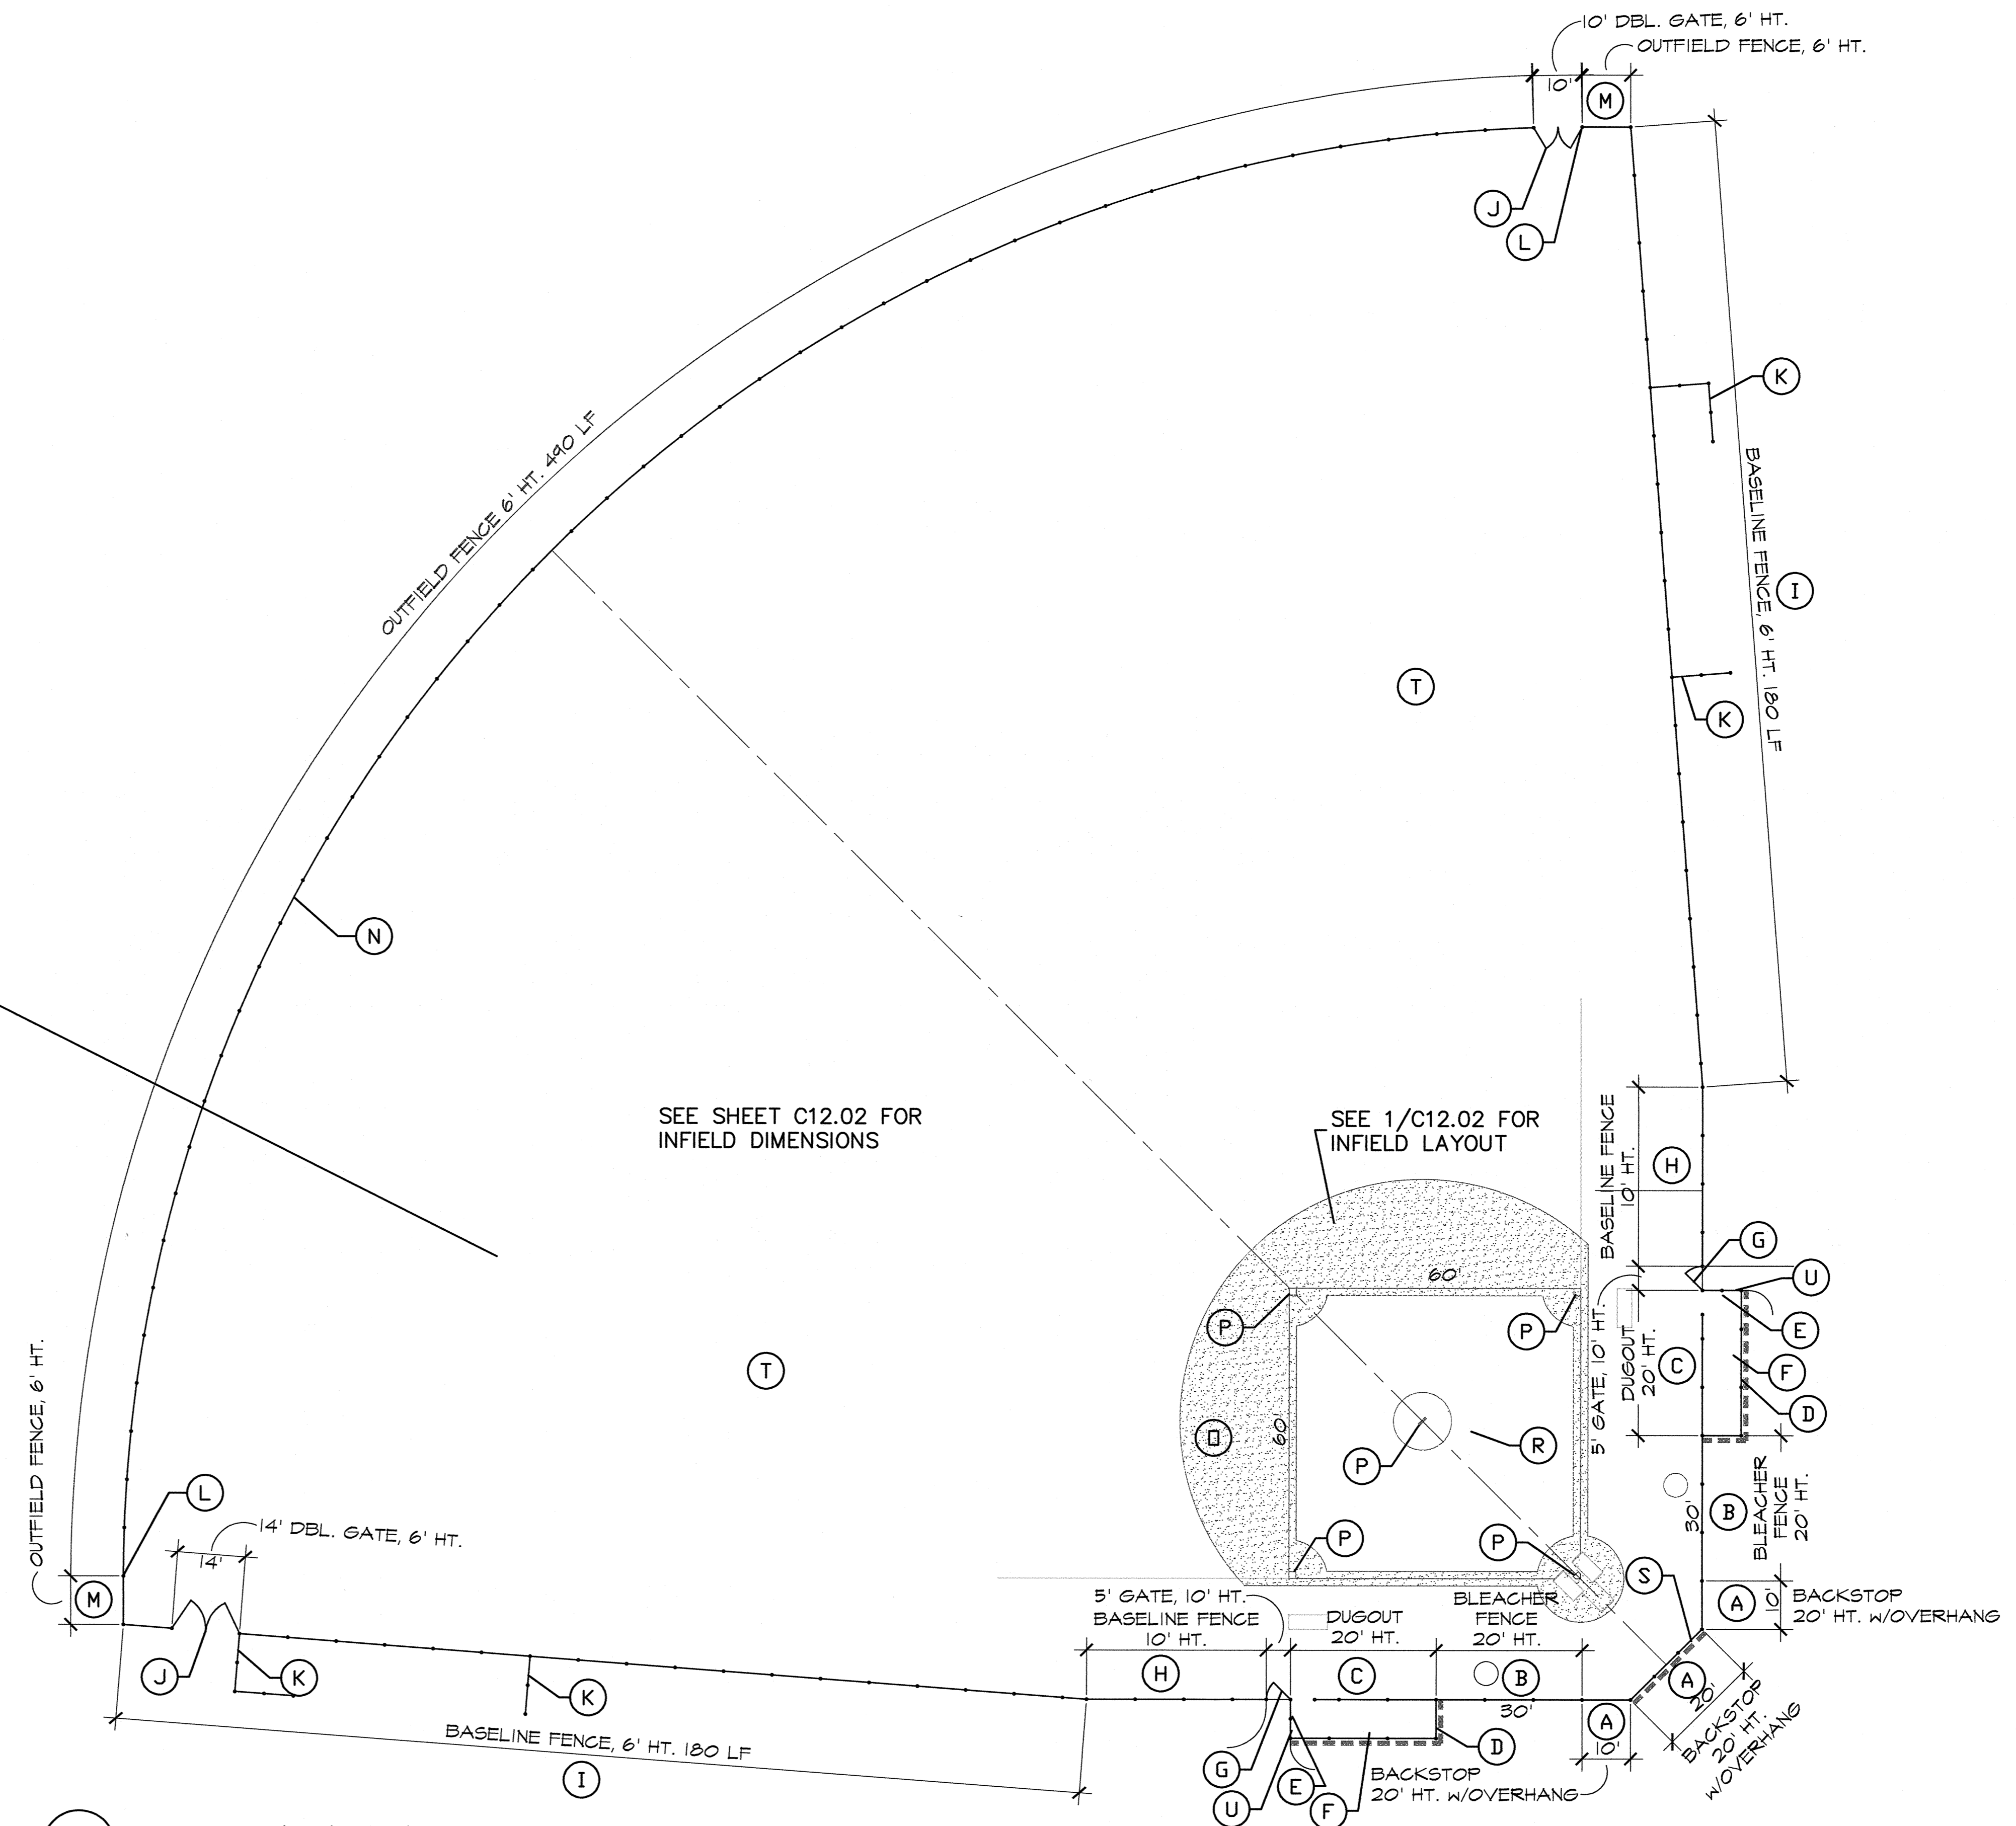 10' DBL. GATE, 6' HT.
OUTFIELD FENCE, 6' HT.
10'
M
J
L
K
OUTFIELD FENCE 6' HT. 490 LF
BASELINE FENCE, 6' HT. 180 LF
I
T
K
N
SEE SHEET C12.02 FOR
INFIELD DIMENSIONS
SEE 1/C12.02 FOR
INFIELD LAYOUT
BASELINE FENCE
10' HT.
H
G
U
60'
P
P
E
5' GATE, 10' HT.
DUGOUT
20' HT.
C
F
D
T
60'
R
P
OUTFIELD FENCE, 6' HT.
L
14' DBL. GATE, 6' HT.
14'
M
BLEACHER
FENCE
20' HT.
30'
B
P
P
S
A
10'
BACKSTOP
20' HT. W/OVERHANG
5' GATE, 10' HT.
BASELINE FENCE
10' HT.
DUGOUT
20' HT.
BLEACHER
FENCE
20' HT.
J
K
K
H
C
B
30'
A
20'
BACKSTOP
20' HT.
W/OVERHANG
A
10'
D
BASELINE FENCE, 6' HT. 180 LF
I
G
E
U
F
BACKSTOP
20' HT. W/OVERHANG